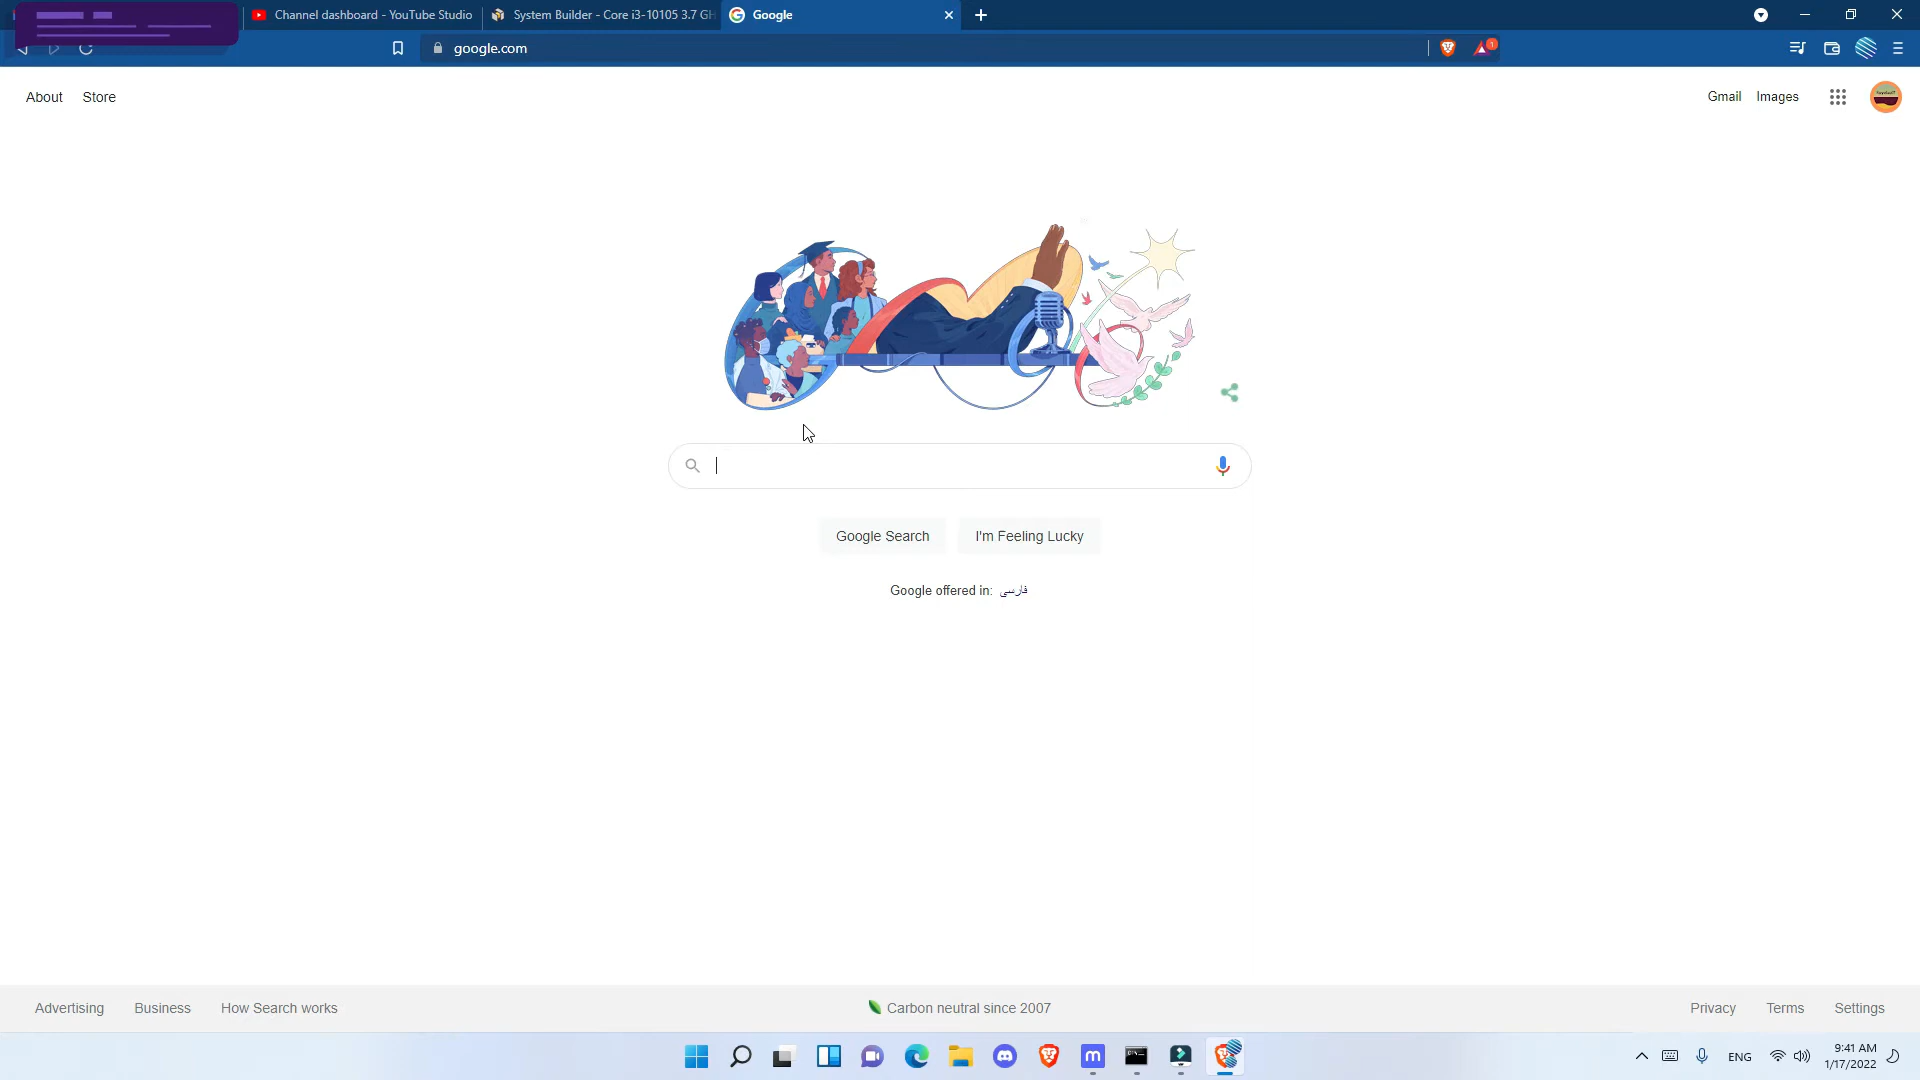 Channel dashboard - YouTube Studio
System Builder - Core i3-10105 3.7 GH
Google
google.com
1
About Store
Gmail Images
Google Search I'm Feeling Lucky
Google offered in: فارسی
Advertising Business How Search works
Carbon neutral since 2007
Privacy Terms Settings
ENG
9:41 AM
1/17/2022